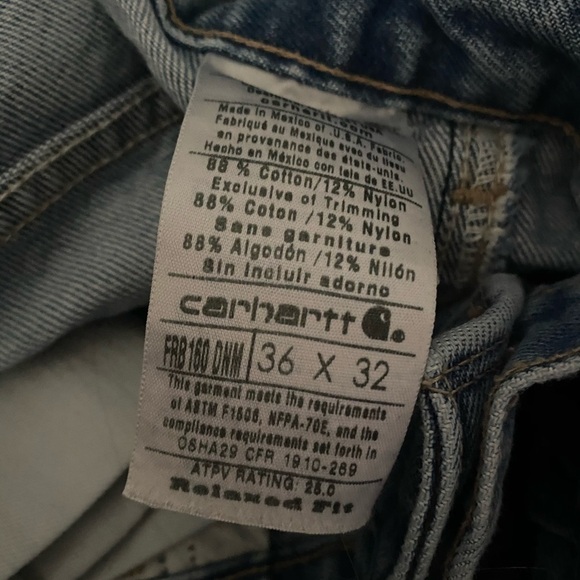 carhartt.com
Made in Mexico of U.S.A. Fabric
Fabriqué au Mexique avec du tissu
en provenance des états-unis.
Hecho en México con tela de EE.UU
88 % Cotton/12% Nylon
Exclusive of Trimming
88% Coton /12% Nylon
Sans garniture
88% Algodón /12% Nilón
Sin incluir adorno
carhartt
FRB160 DNM 36 X 32
This garment meets the requirements
of ASTM F1506, NFPA-70E, and the
compliance requirements set forth in
OSHA29 CFR 1910-269
ATPV RATING: 28.0
Relaxed Fit